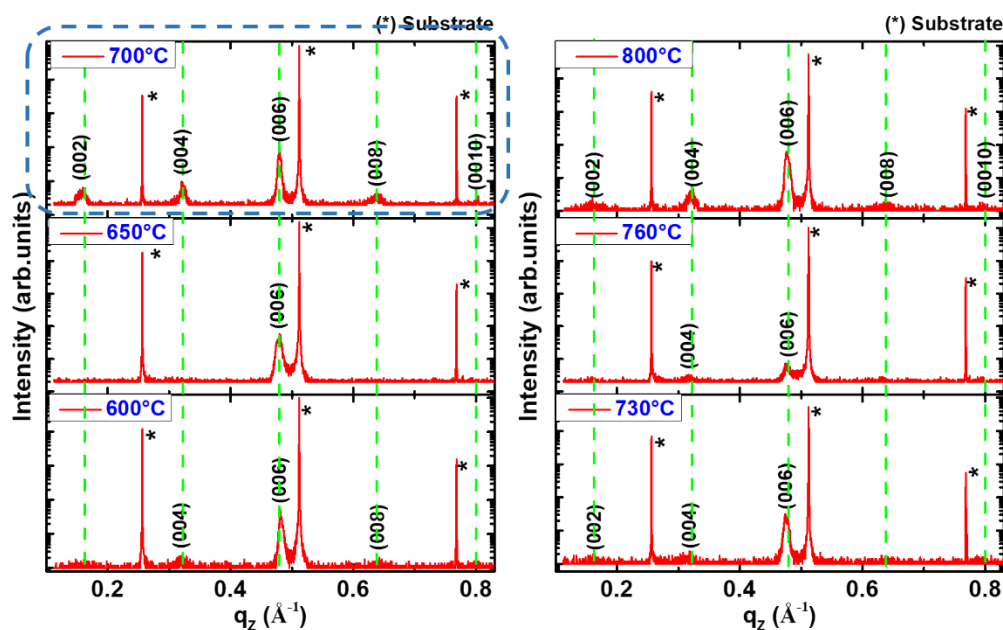 (*) Substrate
700°C
*
*
*
(002)
(004)
(006)
(008)
(0010)
650°C
*
*
*
(006)
600°C
*
*
*
(004)
(006)
(008)
Intensity (arb.units)
0.2 0.4 0.6 0.8
qZ (Å-1)
(*) Substrate
800°C
*
*
*
(002)
(004)
(006)
(008)
(0010)
760°C
*
*
*
(004)
(006)
730°C
*
*
*
(002)
(004)
(006)
Intensity (arb.units)
0.2 0.4 0.6 0.8
qZ (Å-1)